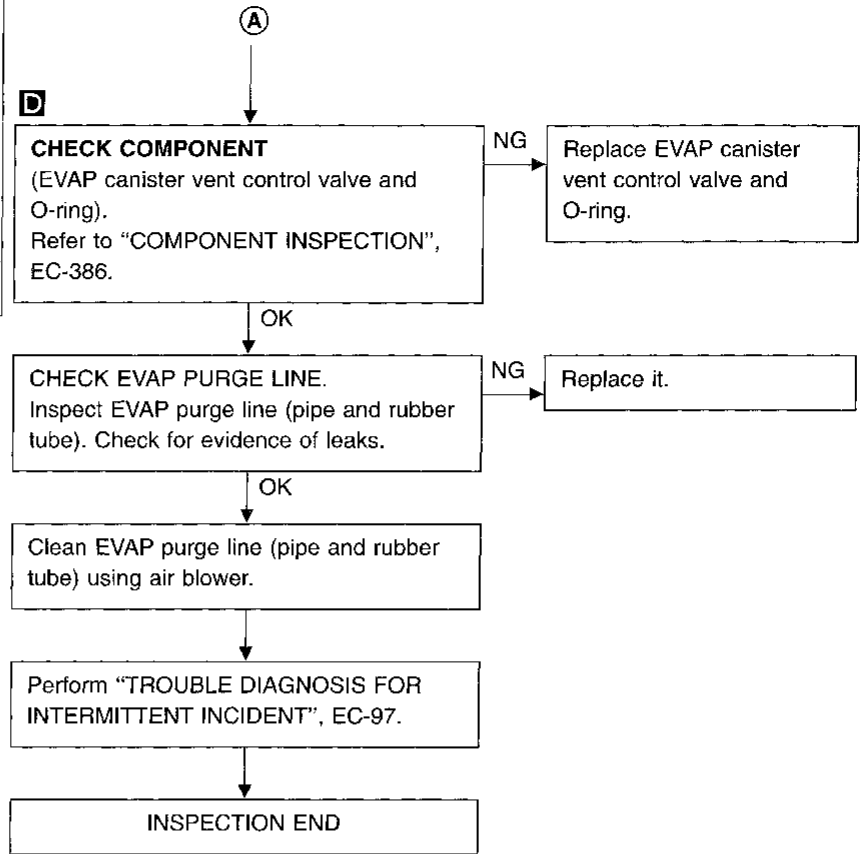 A
D
CHECK COMPONENT
(EVAP canister vent control valve and
O-ring).
Refer to “COMPONENT INSPECTION”,
EC-386.
NG
Replace EVAP canister
vent control valve and
O-ring.
OK
CHECK EVAP PURGE LINE.
Inspect EVAP purge line (pipe and rubber
tube). Check for evidence of leaks.
NG
Replace it.
OK
Clean EVAP purge line (pipe and rubber
tube) using air blower.
Perform “TROUBLE DIAGNOSIS FOR
INTERMITTENT INCIDENT”, EC-97.
INSPECTION END